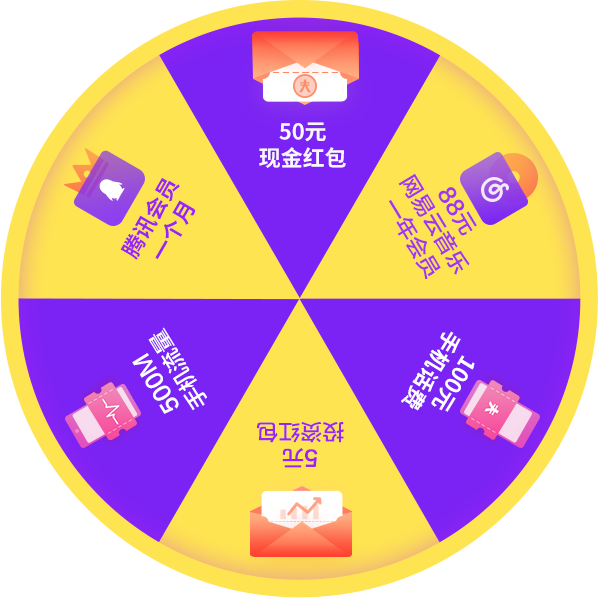 50元
现金红包
88元
网易云音乐
一年会员
100元
手机话费
5元
投资红包
500M
手机流量
腾讯会员
一个月